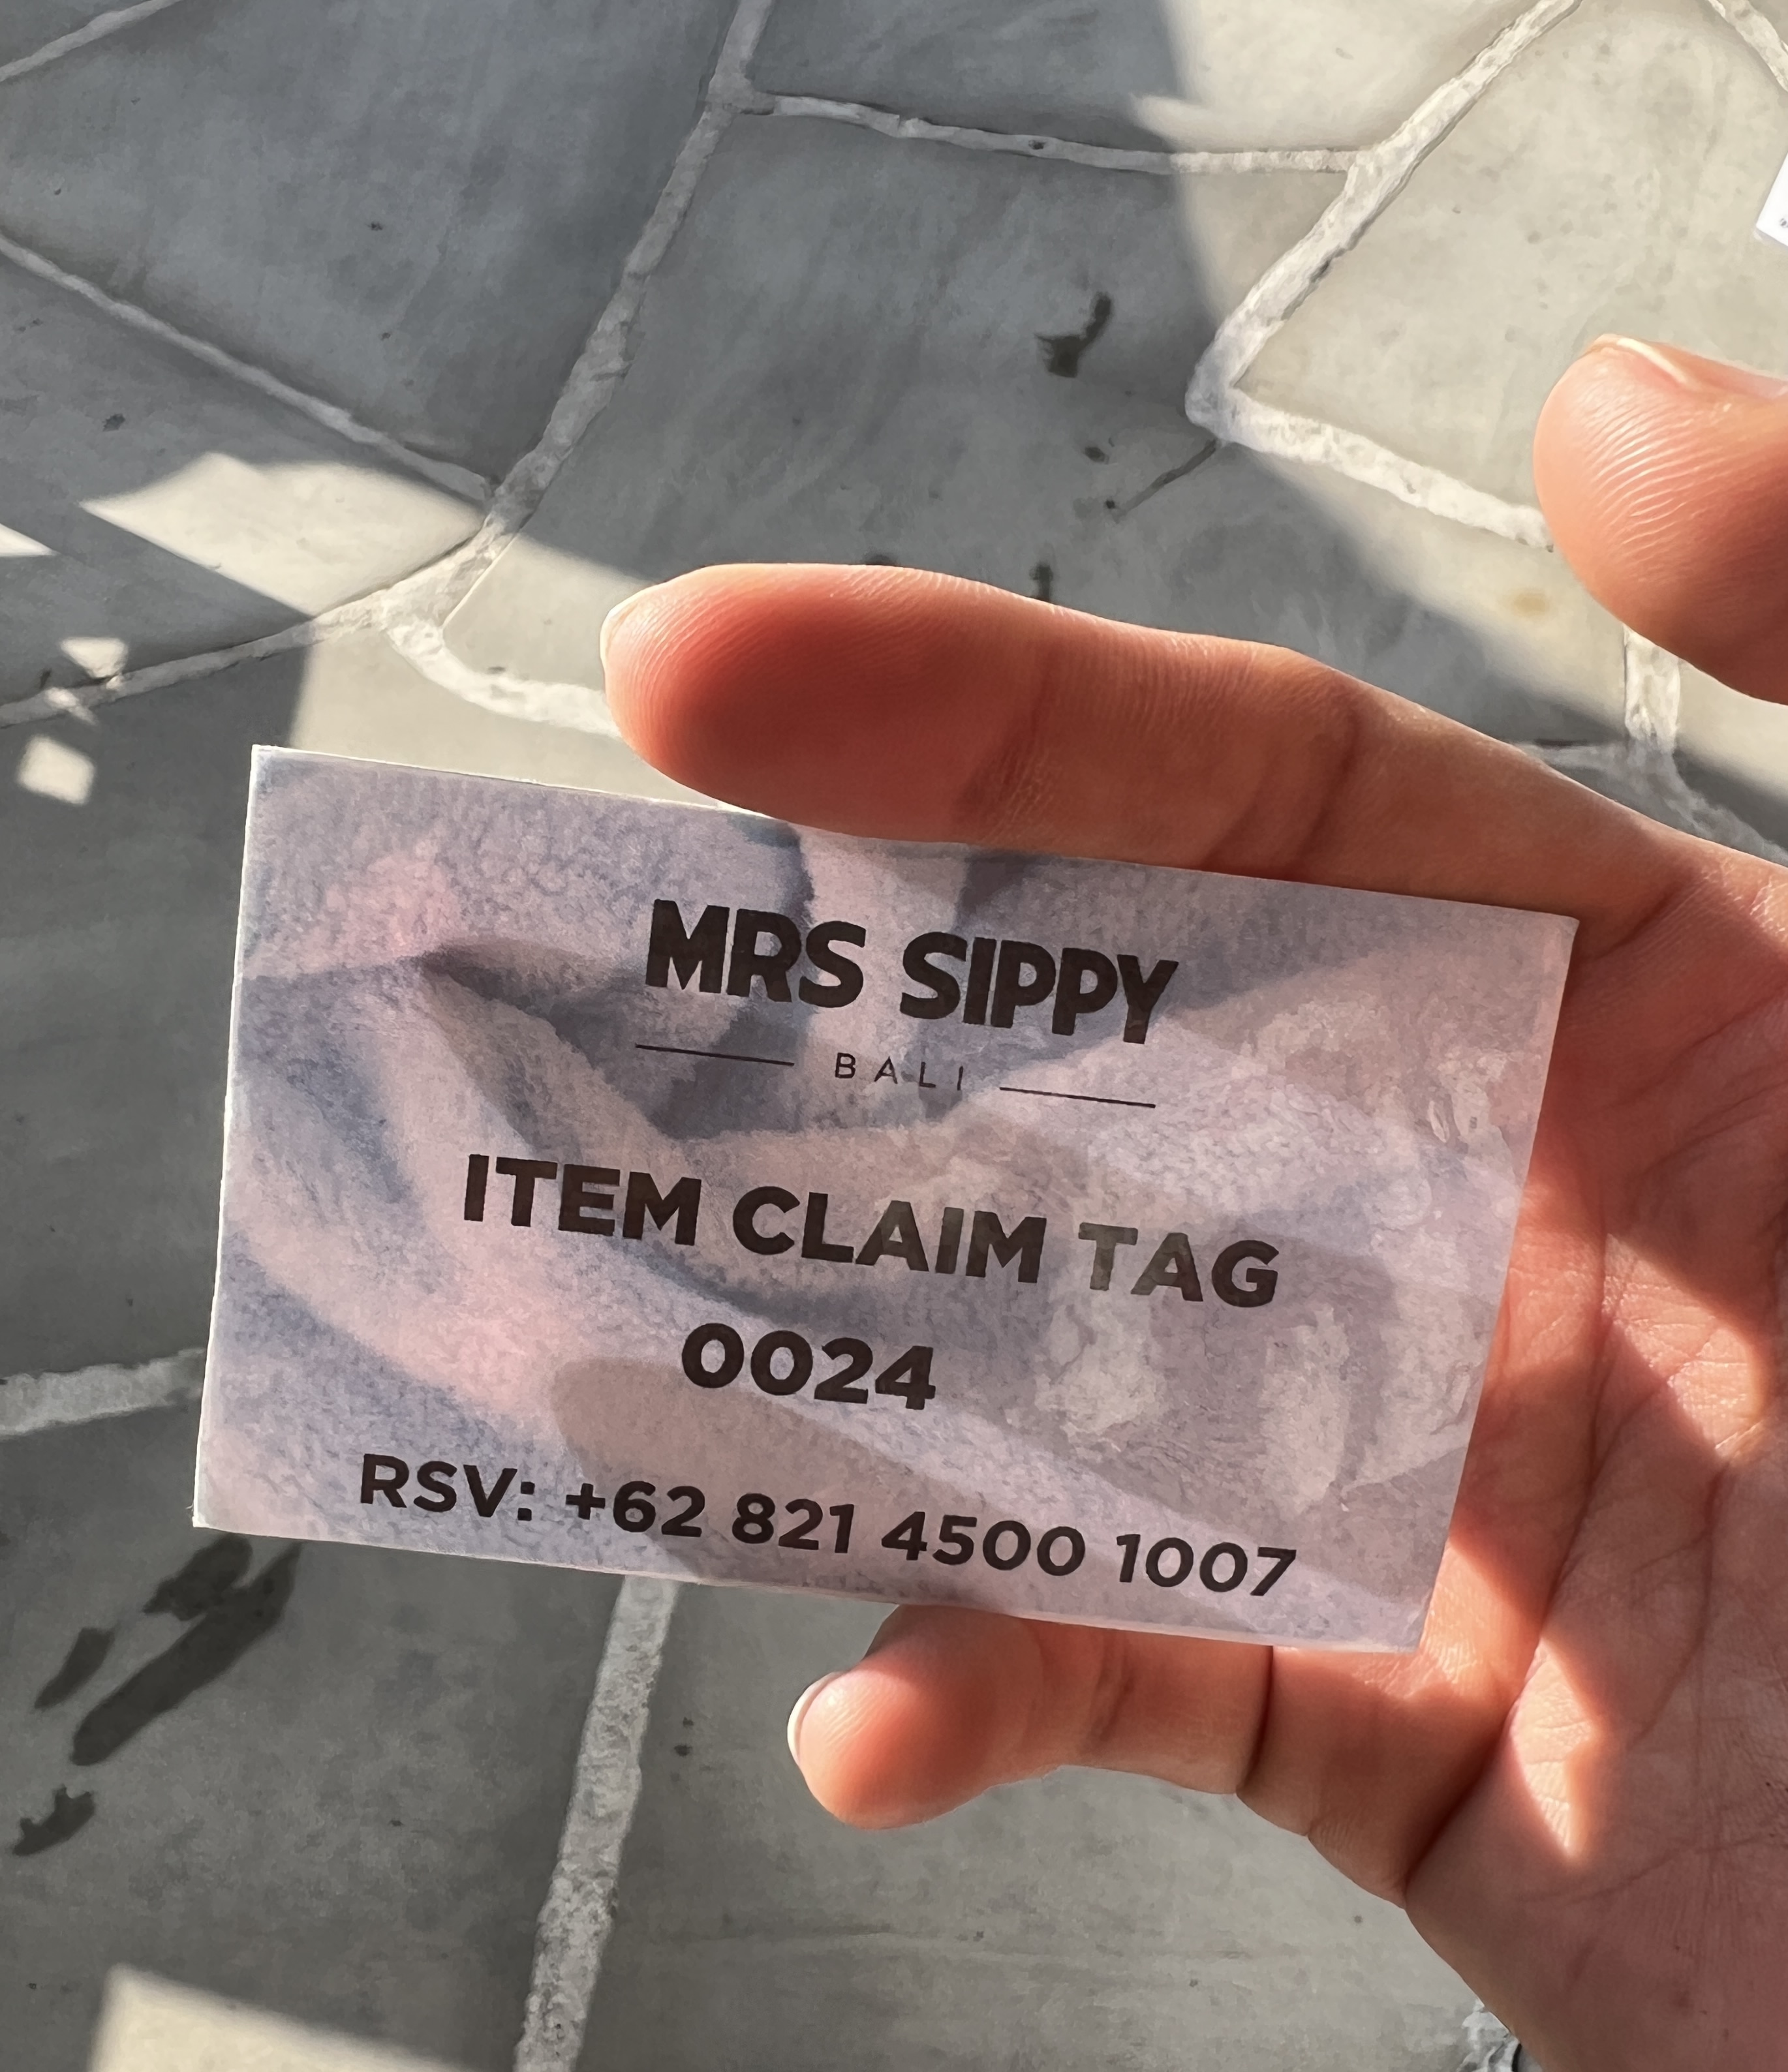 MRS SIPPY
BALI
ITEM CLAIM TAG
0024
RSV: +62 821 4500 1007